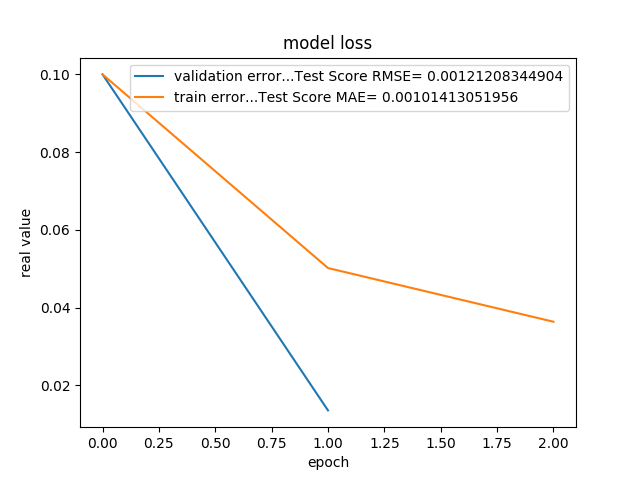 model loss
validation error...Test Score RMSE= 0.00121208344904
train error...Test Score MAE= 0.00101413051956
0.10
0.08
0.06
0.04
0.02
real value
0.00 0.25 0.50 0.75 1.00 1.25 1.50 1.75 2.00
epoch